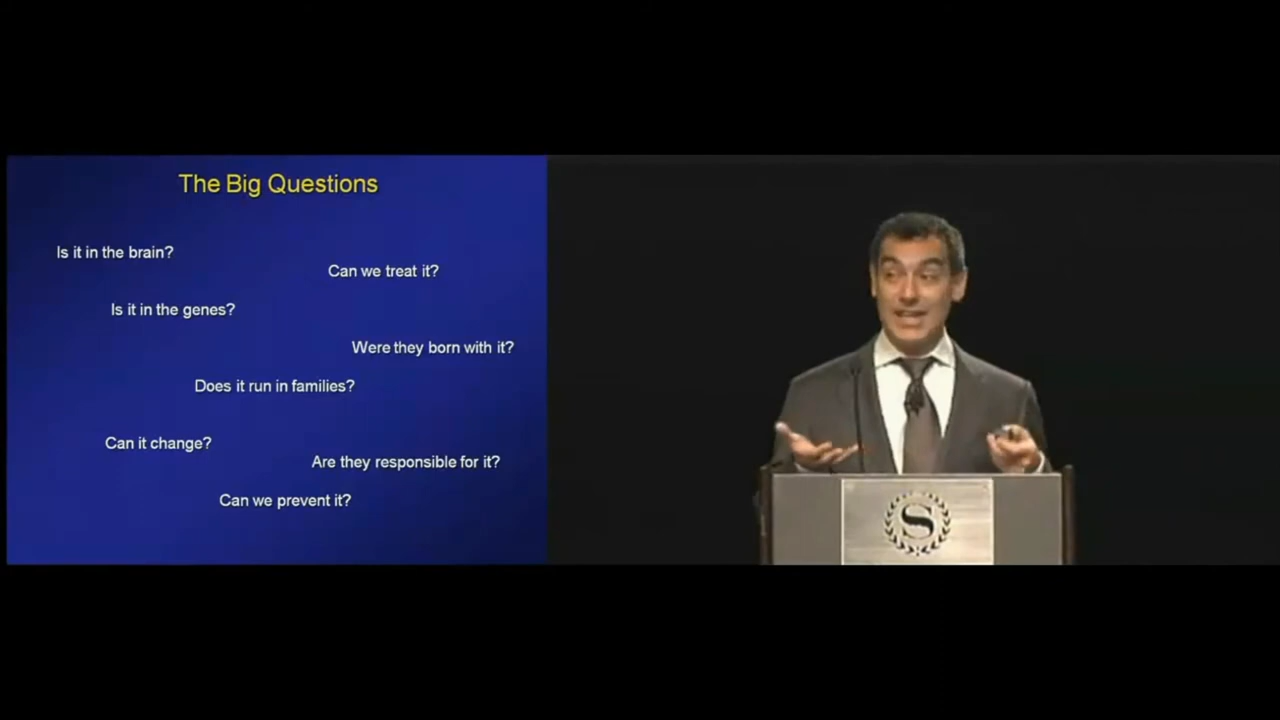 The Big Questions
Is it in the brain?
Can we treat it?
Is it in the genes?
Were they born with it?
Does it run in families?
Can it change?
Are they responsible for it?
Can we prevent it?
S